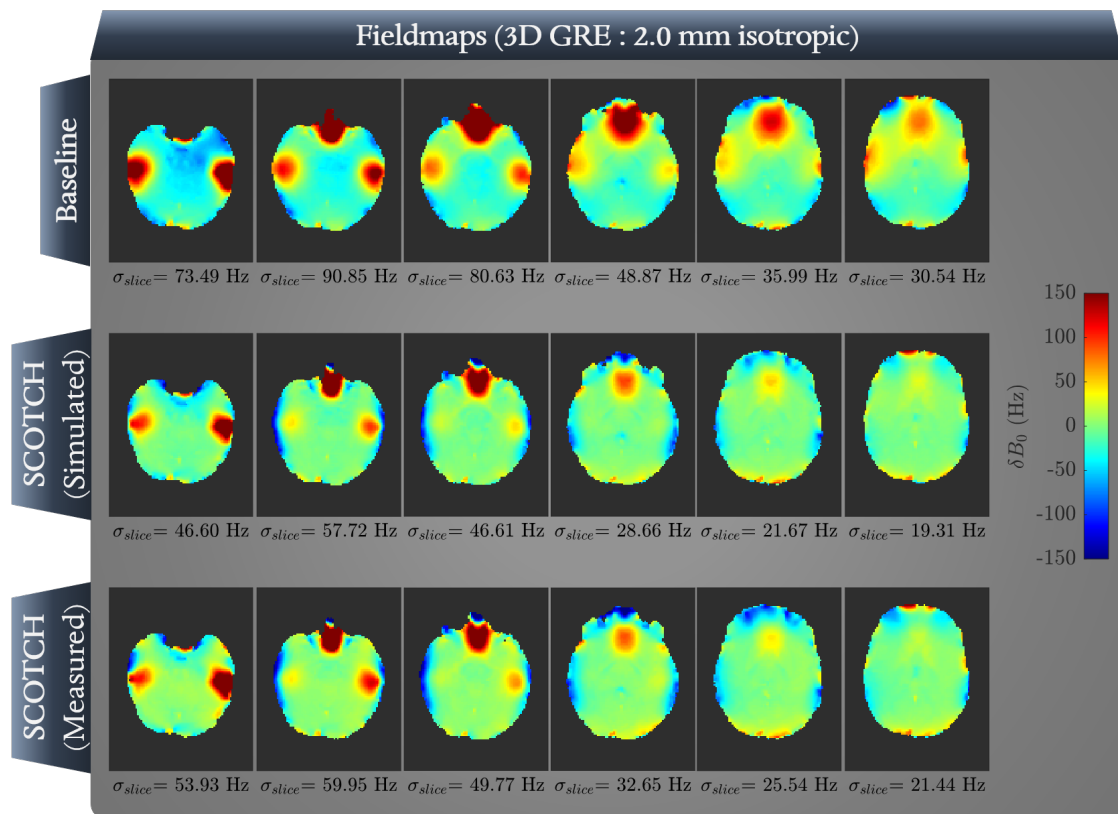 Fieldmaps (3D GRE : 2.0 mm isotropic)
Baseline
σslice= 73.49 Hz
σslice= 90.85 Hz
σslice= 80.63 Hz
σslice= 48.87 Hz
σslice= 35.99 Hz
σslice= 30.54 Hz
SCOTCH
(Simulated)
σslice= 46.60 Hz
σslice= 57.72 Hz
σslice= 46.61 Hz
σslice= 28.66 Hz
σslice= 21.67 Hz
σslice= 19.31 Hz
SCOTCH
(Measured)
σslice= 53.93 Hz
σslice= 59.95 Hz
σslice= 49.77 Hz
σslice= 32.65 Hz
σslice= 25.54 Hz
σslice= 21.44 Hz
150
100
50
0
-50
-100
-150
δB0 (Hz)